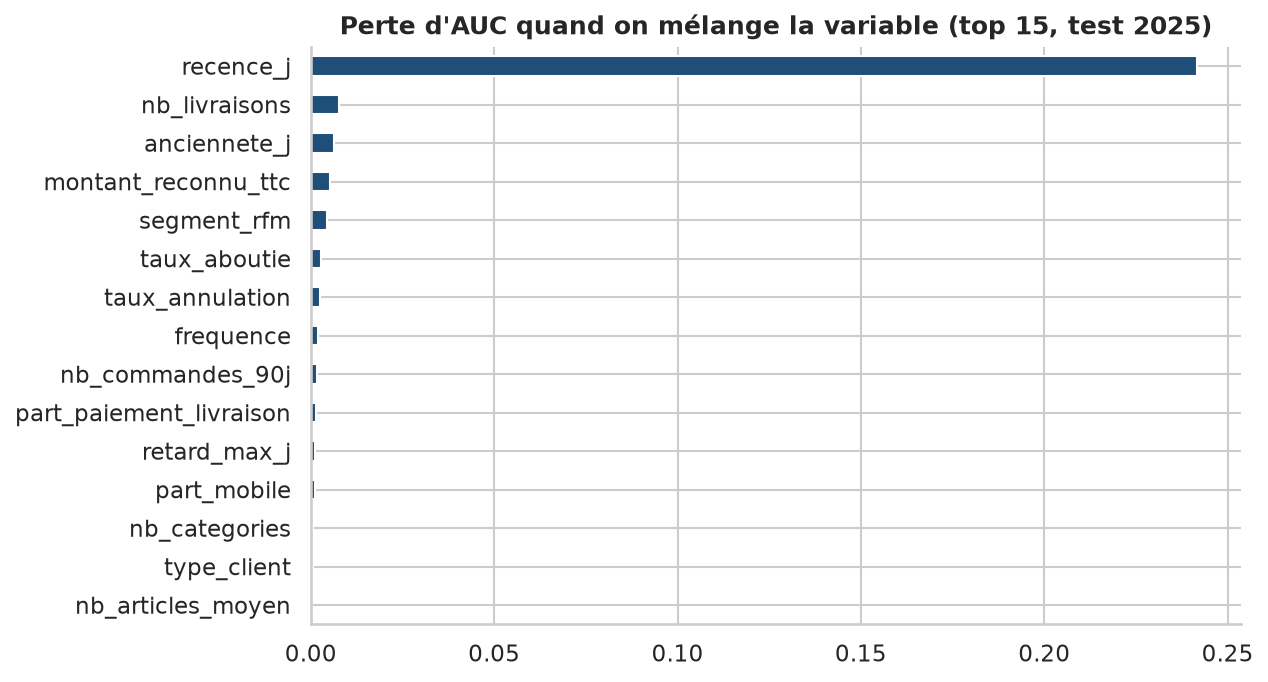 Perte d'AUC quand on mélange la variable (top 15, test 2025)
recence_j
nb_livraisons
anciennete_j
montant_reconnu_ttc
segment_rfm
taux_aboutie
taux_annulation
frequence
nb_commandes_90j
part_paiement_livraison
retard_max_j
part_mobile
nb_categories
type_client
nb_articles_moyen
0.00 0.05 0.10 0.15 0.20 0.25